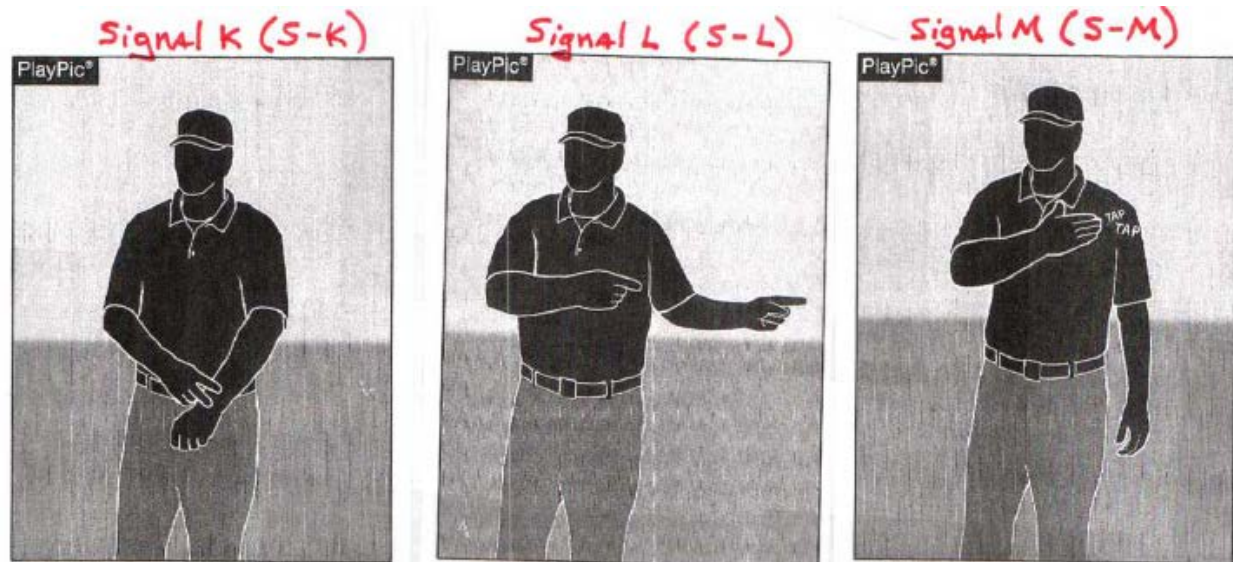 Signal K (S-K)
Signal L (S-L)
Signal M (S-M)
PlayPic®
PlayPic®
PlayPic®
TAP
TAP